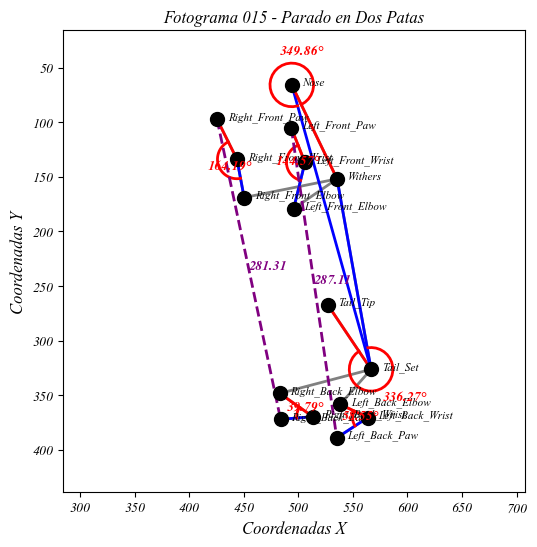 Fotograma 015 - Parado en Dos Patas
349.86°
Nose
Right_Front_Paw
Left_Front_Paw
Left_Front_Wrist
Withers
Right_Front_Elbow
Left_Front_Elbow
281.31
287.11
Tail_Tip
Tail_Set
336.27°
Right_Back_Elbow
Left_Back_Elbow
Left_Back_Wrist
Left_Back_Paw
50
100
150
200
250
300
350
400
300
350
400
450
500
550
600
650
700
Coordenadas X
Coordenadas Y